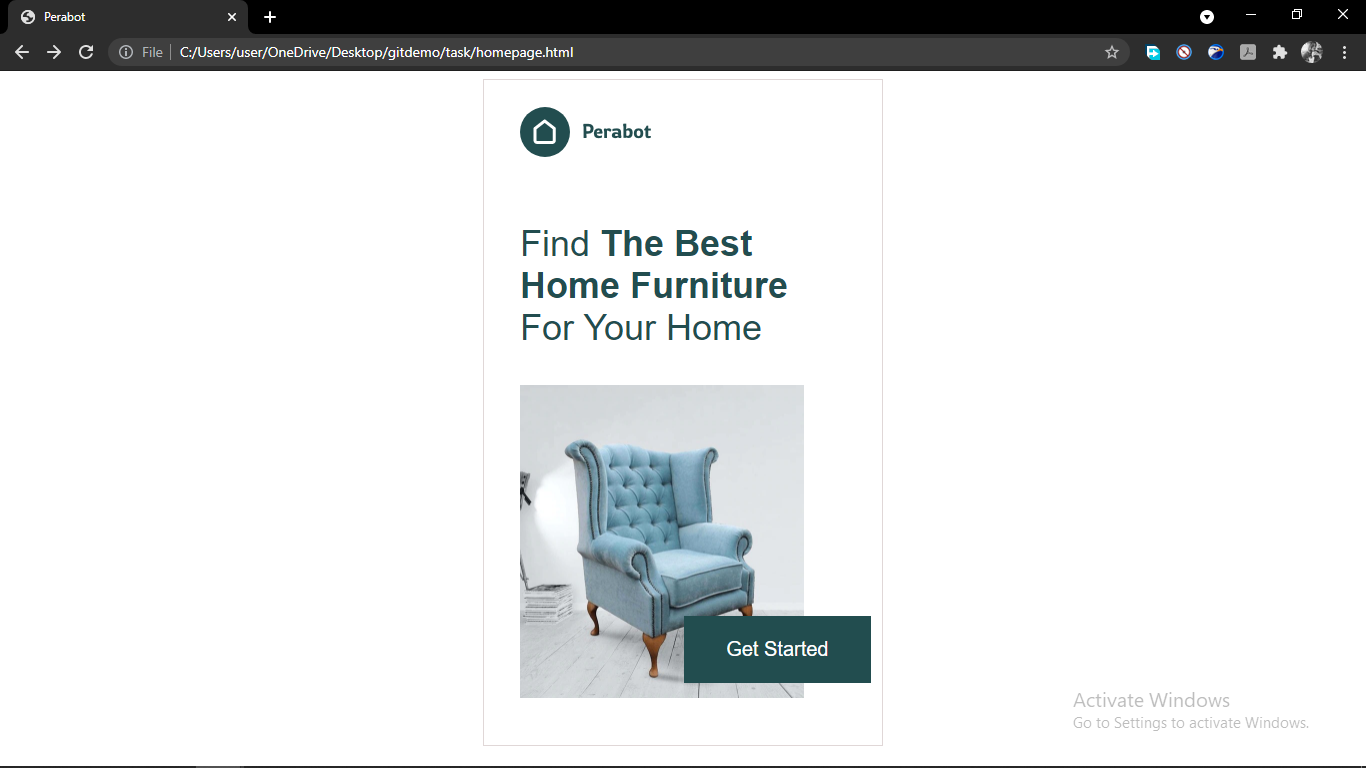 Perabot
File
C:/Users/user/OneDrive/Desktop/gitdemo/task/homepage.html
Perabot
Find The Best
Home Furniture
For Your Home
Get Started
Activate Windows
Go to Settings to activate Windows.